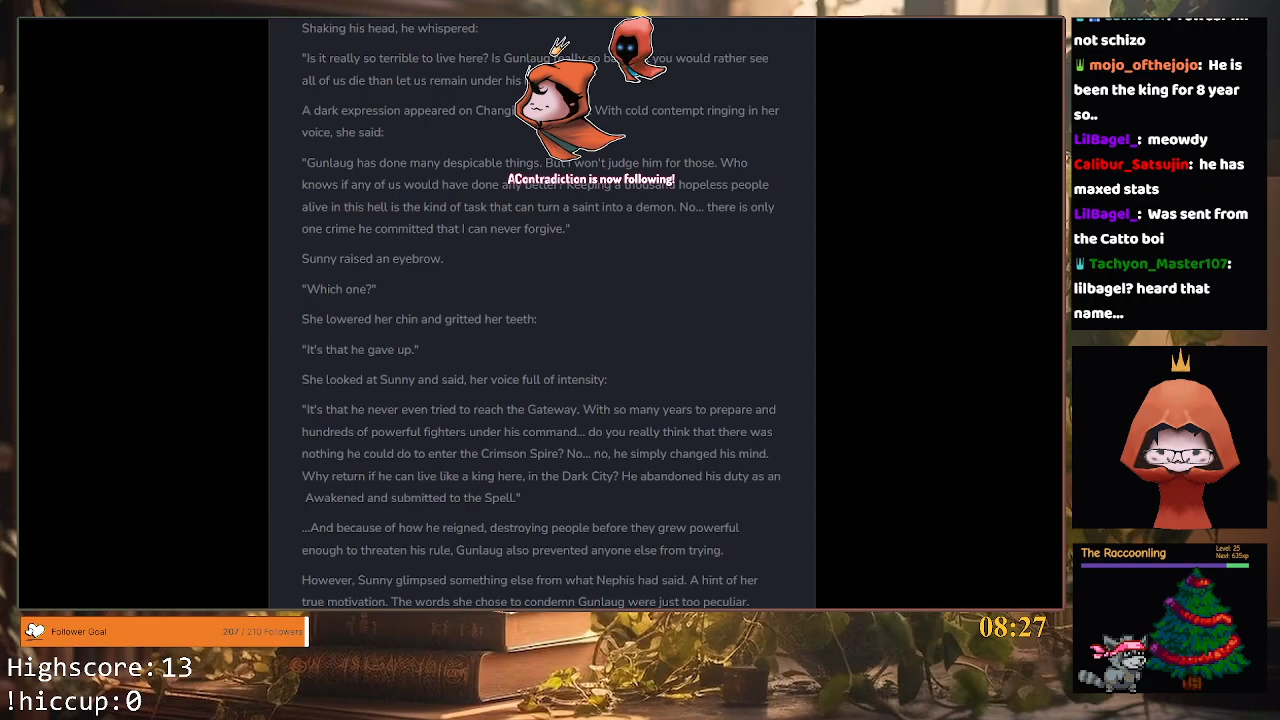 Shaking his head, he whispered:
"Is it really so terrible to live here? Is Gunlaug really so ba you would rather see
all of us die than let us remain under his
A dark expression appeared on Changi With cold contempt ringing in her
voice, she said:
"Gunlaug has done many despicable things. But I won't judge him for those. Who
knows if any of us would have done any better? Keeping a thousand hopeless people
alive in this hell is the kind of task that can turn a saint into a demon. No... there is only
one crime he committed that I can never forgive."
Sunny raised an eyebrow.
"Which one?"
She lowered her chin and gritted her teeth:
"It's that he gave up."
She looked at Sunny and said, her voice full of intensity:
"It's that he never even tried to reach the Gateway. With so many years to prepare and
hundreds of powerful fighters under his command... do you really think that there was
nothing he could do to enter the Crimson Spire? No... no, he simply changed his mind.
Why return if he can live like a king here, in the Dark City? He abandoned his duty as an
Awakened and submitted to the Spell."
...And because of how he reigned, destroying people before they grew powerful
enough to threaten his rule, Gunlaug also prevented anyone else from trying.
However, Sunny glimpsed something else from what Nephis had said. A hint of her
true motivation. The words she chose to condemn Gunlaug were just too peculiar.
AContradiction is now following!
not schizo
mojo_ofthejojo: He is
been the king for 8 year
so..
LilBagel_: meowdy
Calibur_Satsujin: he has
maxed stats
LilBagel_: Was sent from
the Catto boi
Tachyon_Master107:
lilbagel? heard that
name...
The Raccoonling
Level: 25
Next: 635xp
Follower Goal
207 / 210 Followers
08:27
Highscore:13
!hiccup:0